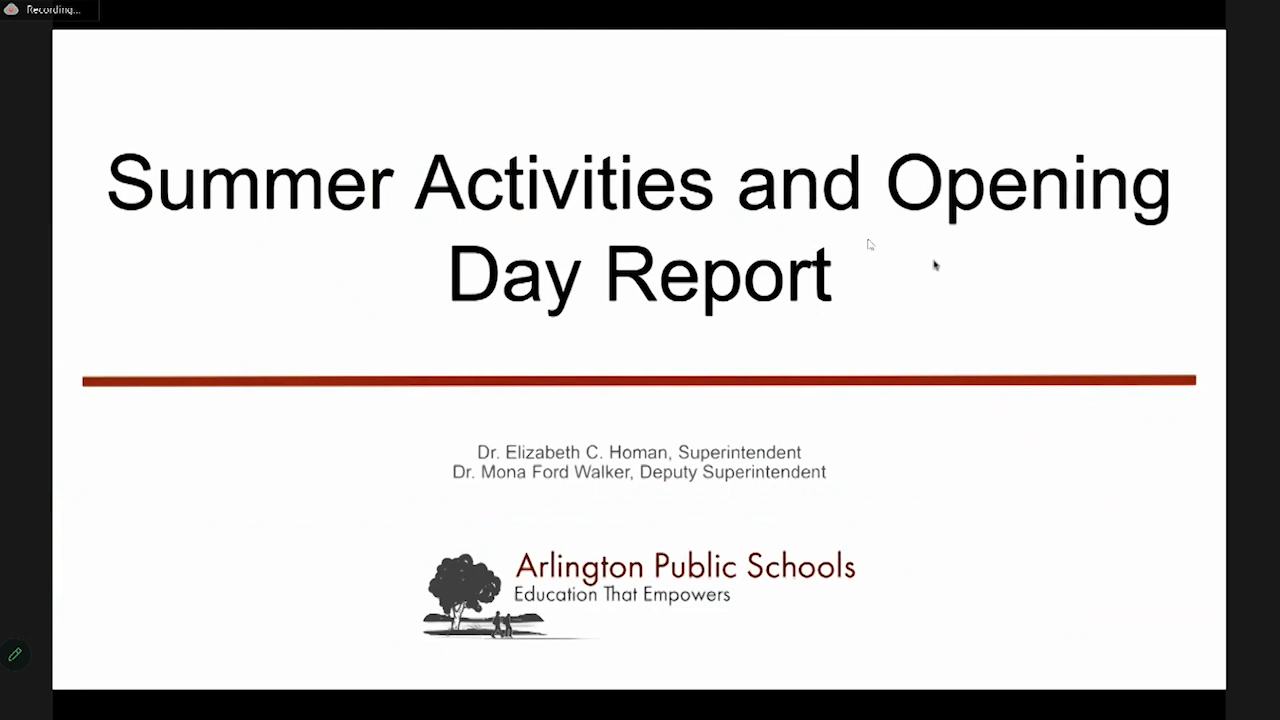 Recording...
Summer Activities and Opening
Day Report
Dr. Elizabeth C. Homan, Superintendent
Dr. Mona Ford Walker, Deputy Superintendent
Arlington Public Schools
Education That Empowers